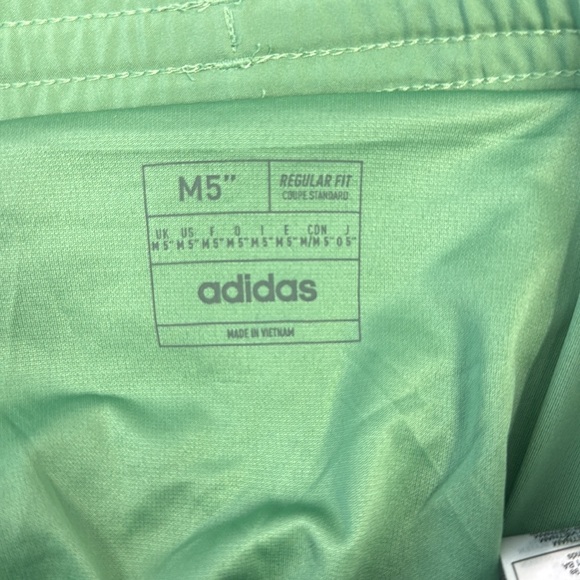 M5"
REGULAR FIT
COUPE STANDARD
UK US F D I E CDN J
M 5" M 5" M 5" M 5" M 5" M 5" M/M 5" O 5"
adidas
MADE IN VIETNAM